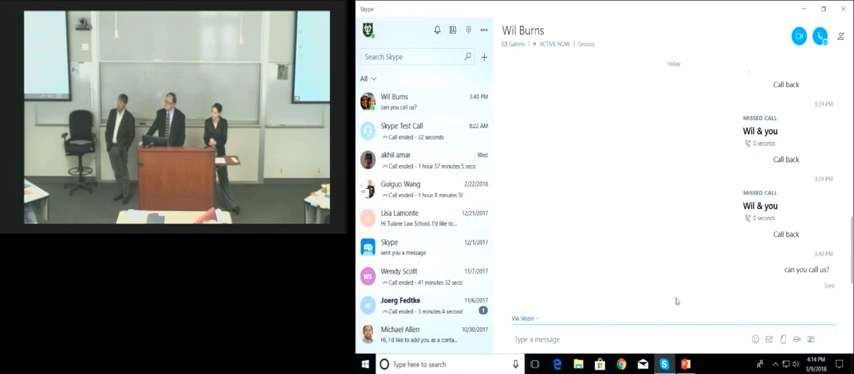 Skype
Search Skype
All
Wil Burns
3:40 PM
can you call us?
Skype Test Call
8:22 AM
Call ended - 32 seconds
akhil amar
Wed
Call ended - 1 hour 57 minutes 5 seco
Guiguo Wang
2/22/2018
Call ended - 1 hour 8 minutes 5(
Lisa Lamonte
12/21/2017
Hi Tulane Law School, I'd like to...
Skype
12/1/2017
sent you a message
WS
Wendy Scott
11/7/2017
Call ended - 41 minutes 32 seco
Joerg Fedtke
11/6/2017
Call ended - 3 minutes 4 second
1
Michael Allen
10/30/2017
Hi, I'd like to add you as a conta...
Wil Burns
Gallery | ACTIVE NOW | Groovy
Today
Call back
3:39 PM
MISSED CALL
Wil & you
0 seconds
Call back
3:39 PM
MISSED CALL
Wil & you
0 seconds
Call back
3:40 PM
can you call us?
Sent
Via Skype
Type a message
Type here to search
4:14 PM
3/9/2018